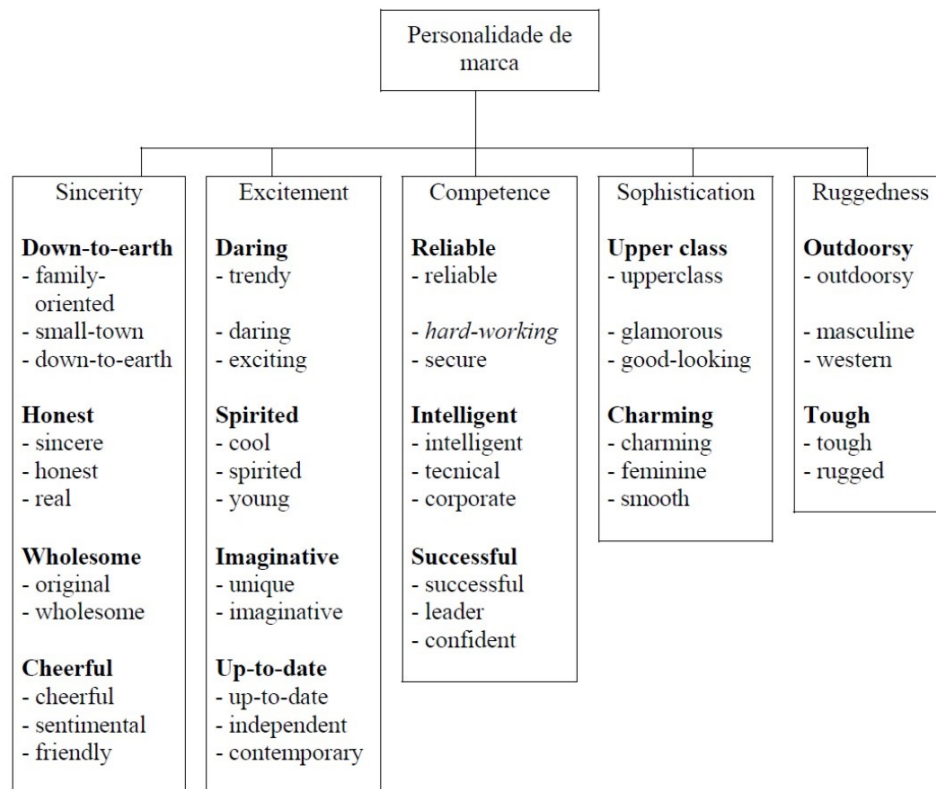 Personalidade de
marca
Sincerity
Down-to-earth
- family-
oriented
- small-town
- down-to-earth
Honest
- sincere
- honest
- real
Wholesome
- original
- wholesome
Cheerful
- cheerful
- sentimental
- friendly
Excitement
Daring
- trendy
- daring
- exciting
Spirited
- cool
- spirited
- young
Imaginative
- unique
- imaginative
Up-to-date
- up-to-date
- independent
- contemporary
Competence
Reliable
- reliable
- hard-working
- secure
Intelligent
- intelligent
- tecnical
- corporate
Successful
- successful
- leader
- confident
Sophistication
Upper class
- upperclass
- glamorous
- good-looking
Charming
- charming
- feminine
- smooth
Ruggedness
Outdoorsy
- outdoorsy
- masculine
- western
Tough
- tough
- rugged